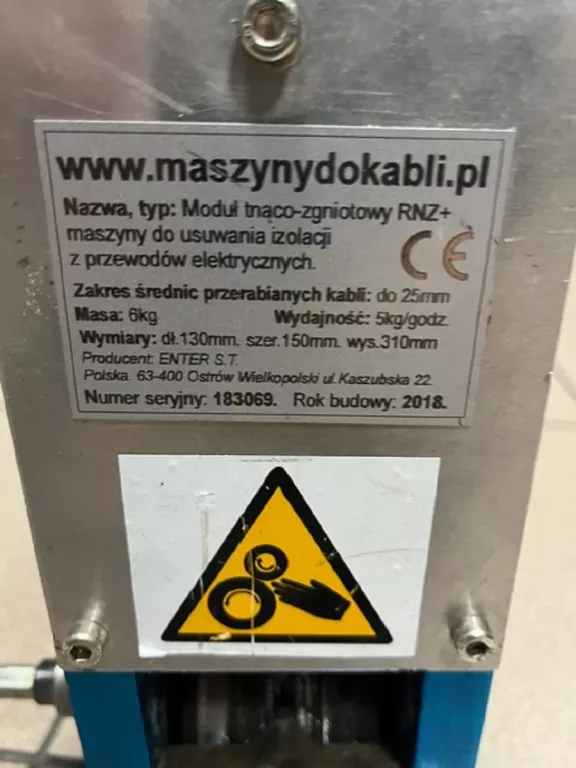 www.maszynydokabli.pl
Nazwa, typ: Moduł tnąco-zgniotowy RNZ+
maszyny do usuwania izolacji
z przewodów elektrycznych.
CE
Zakres średnic przerabianych kabli: do 25mm
Masa: 6kg Wydajność: 5kg/godz.
Wymiary: dł.130mm. szer.150mm. wys.310mm
Producent: ENTER S.T.
Polska. 63-400 Ostrów Wielkopolski ul.Kaszubska 22.
Numer seryjny: 183069. Rok budowy: 2018.